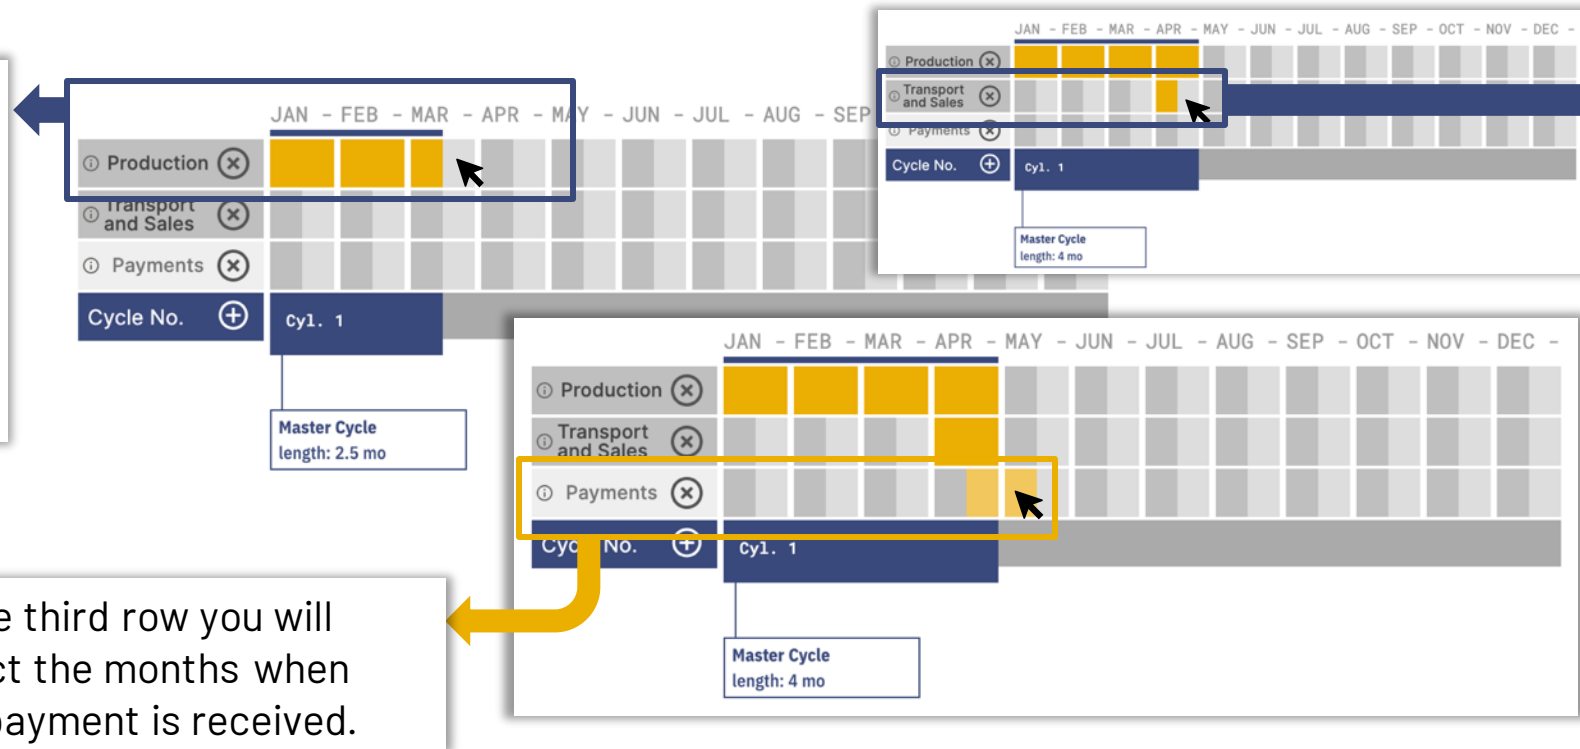 JAN - FEB - MAR - APR - MAY - JUN - JUL - AUG - SEP
Production
Transport
and Sales
Payments
Cycle No.
Cyl. 1
Master Cycle
length: 2.5 mo
JAN - FEB - MAR - APR - MAY - JUN - JUL - AUG - SEP - OCT - NOV - DEC -
Production
Transport
and Sales
Payments
Cycle No.
Cyl. 1
Master Cycle
length: 4 mo
JAN - FEB - MAR - APR - MAY - JUN - JUL - AUG - SEP - OCT - NOV - DEC -
Production
Transport
and Sales
Payments
No.
Cyl. 1
Master Cycle
length: 4 mo
third row you will
the months when
payment is received.